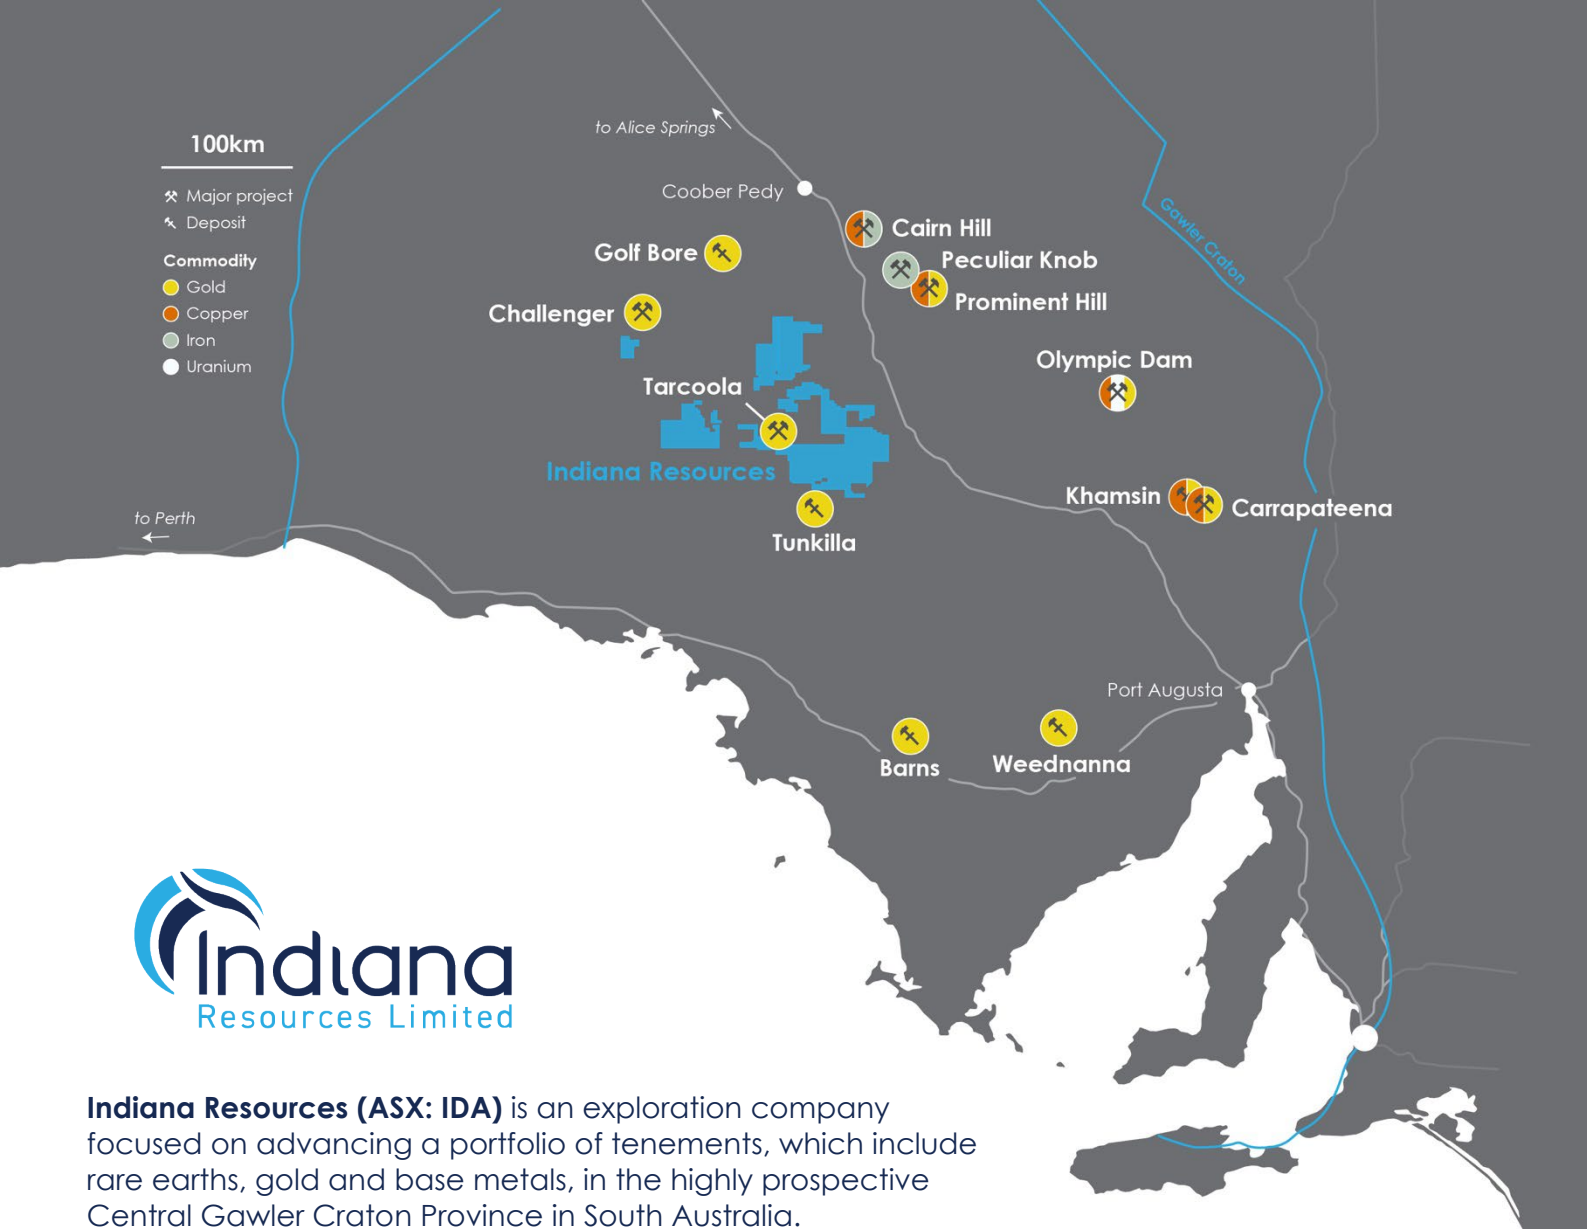 100km
Major project
Deposit
Commodity
Gold
Copper
Iron
Uranium
to Alice Springs
Coober Pedy
Cairn Hill
Golf Bore
Peculiar Knob
Prominent Hill
Challenger
Gawler Craton
Olympic Dam
Tarcoola
Indiana Resources
Khamsin
Carrapateena
to Perth
Tunkilla
Port Augusta
Barns
Weednanna
Indiana
Resources Limited
Indiana Resources (ASX: IDA) is an exploration company
focused on advancing a portfolio of tenements, which include
rare earths, gold and base metals, in the highly prospective
Central Gawler Craton Province in South Australia.